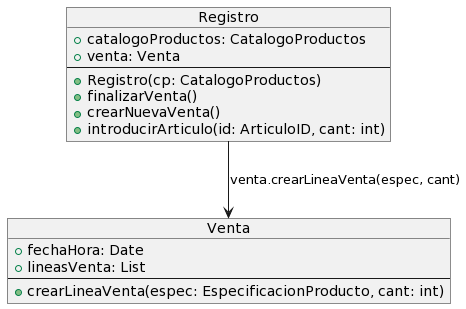 Registro
catalogoProductos: CatalogoProductos
venta: Venta
Registro(cp: CatalogoProductos)
finalizarVenta()
crearNuevaVenta()
introducirArticulo(id: ArticuloID, cant: int)
venta.crearLineaVenta(espec, cant)
Venta
fechaHora: Date
lineasVenta: List
crearLineaVenta(espec: EspecificacionProducto, cant: int)